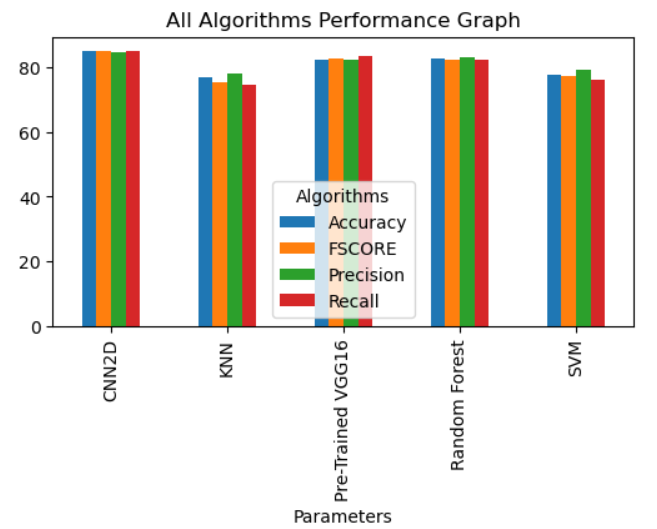 All Algorithms Performance Graph
80
60
40
20
0
Algorithms
Accuracy
FSCORE
Precision
Recall
CNN2D
KNN
Pre-Trained VGG16
Random Forest
SVM
Parameters